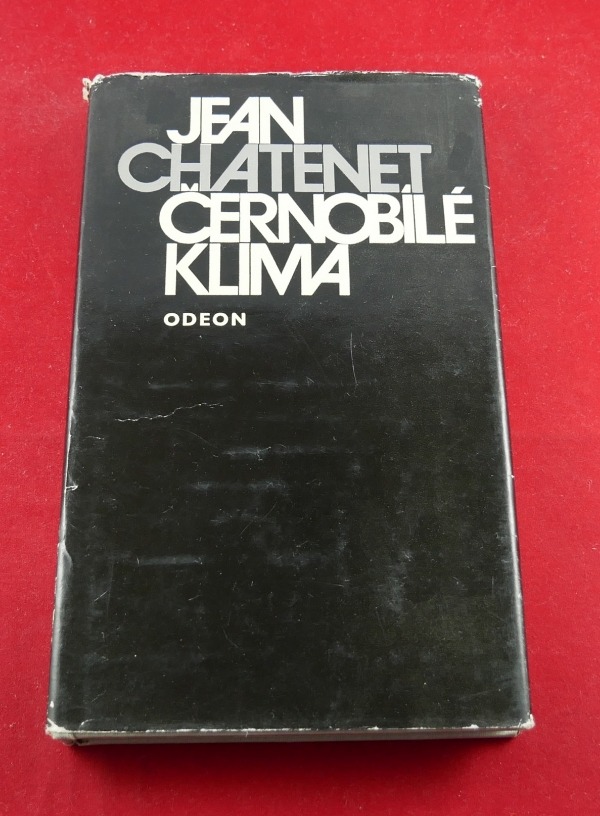 JEAN
CHATENET
ČERNOBÍLÉ
KLIMA
ODEON